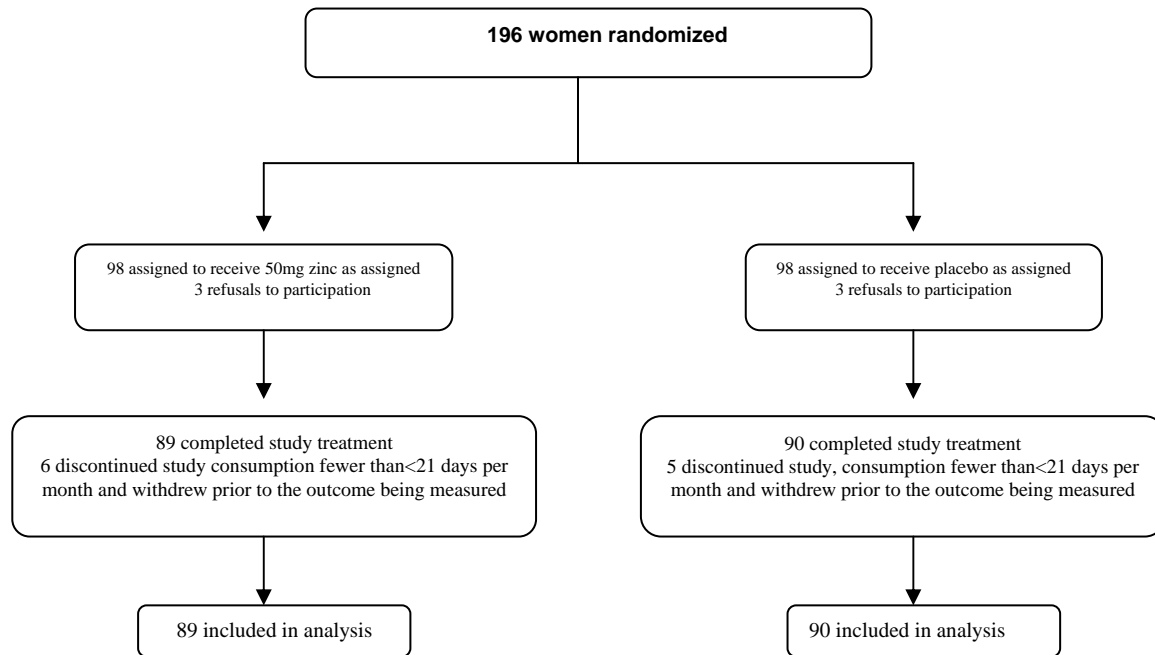 196 women randomized
98 assigned to receive 50mg zinc as assigned
3 refusals to participation
98 assigned to receive placebo as assigned
3 refusals to participation
89 completed study treatment
6 discontinued study consumption fewer than<21 days per
month and withdrew prior to the outcome being measured
90 completed study treatment
5 discontinued study, consumption fewer than<21 days per
month and withdrew prior to the outcome being measured
89 included in analysis
90 included in analysis